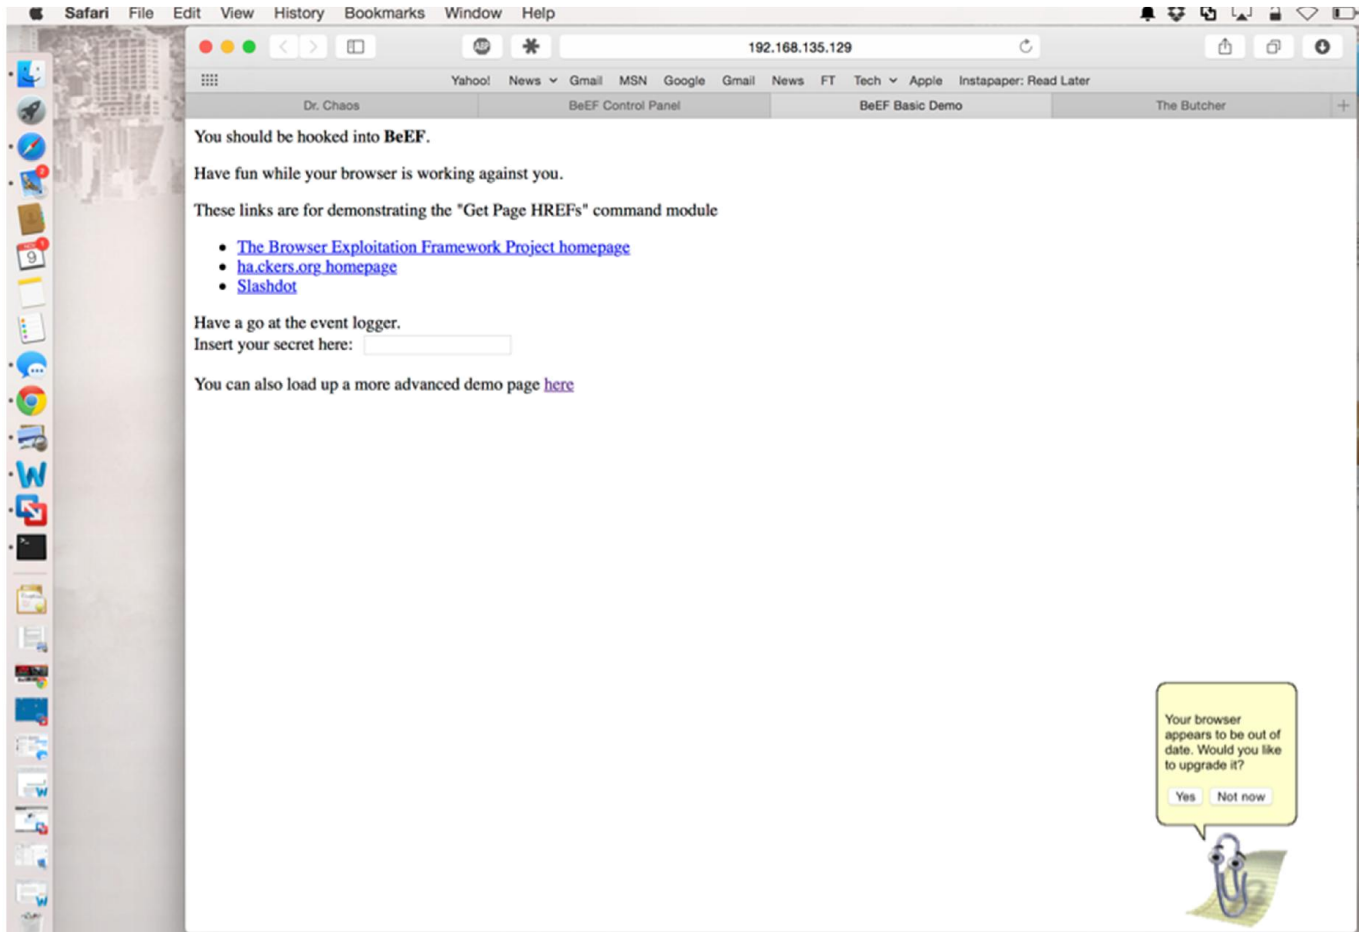 Safari File Edit View History Bookmarks Window Help
ABP 192.168.135.129
Yahoo! News Gmail MSN Google Gmail News FT Tech Apple Instapaper: Read Later
Dr. Chaos BeEF Control Panel BeEF Basic Demo The Butcher
You should be hooked into BeEF.
Have fun while your browser is working against you.
These links are for demonstrating the "Get Page HREFs" command module
The Browser Exploitation Framework Project homepage
ha.ckers.org homepage
Slashdot
Have a go at the event logger.
Insert your secret here:
You can also load up a more advanced demo page here
Your browser
appears to be out of
date. Would you like
to upgrade it?
Yes Not now
2
1
9
W